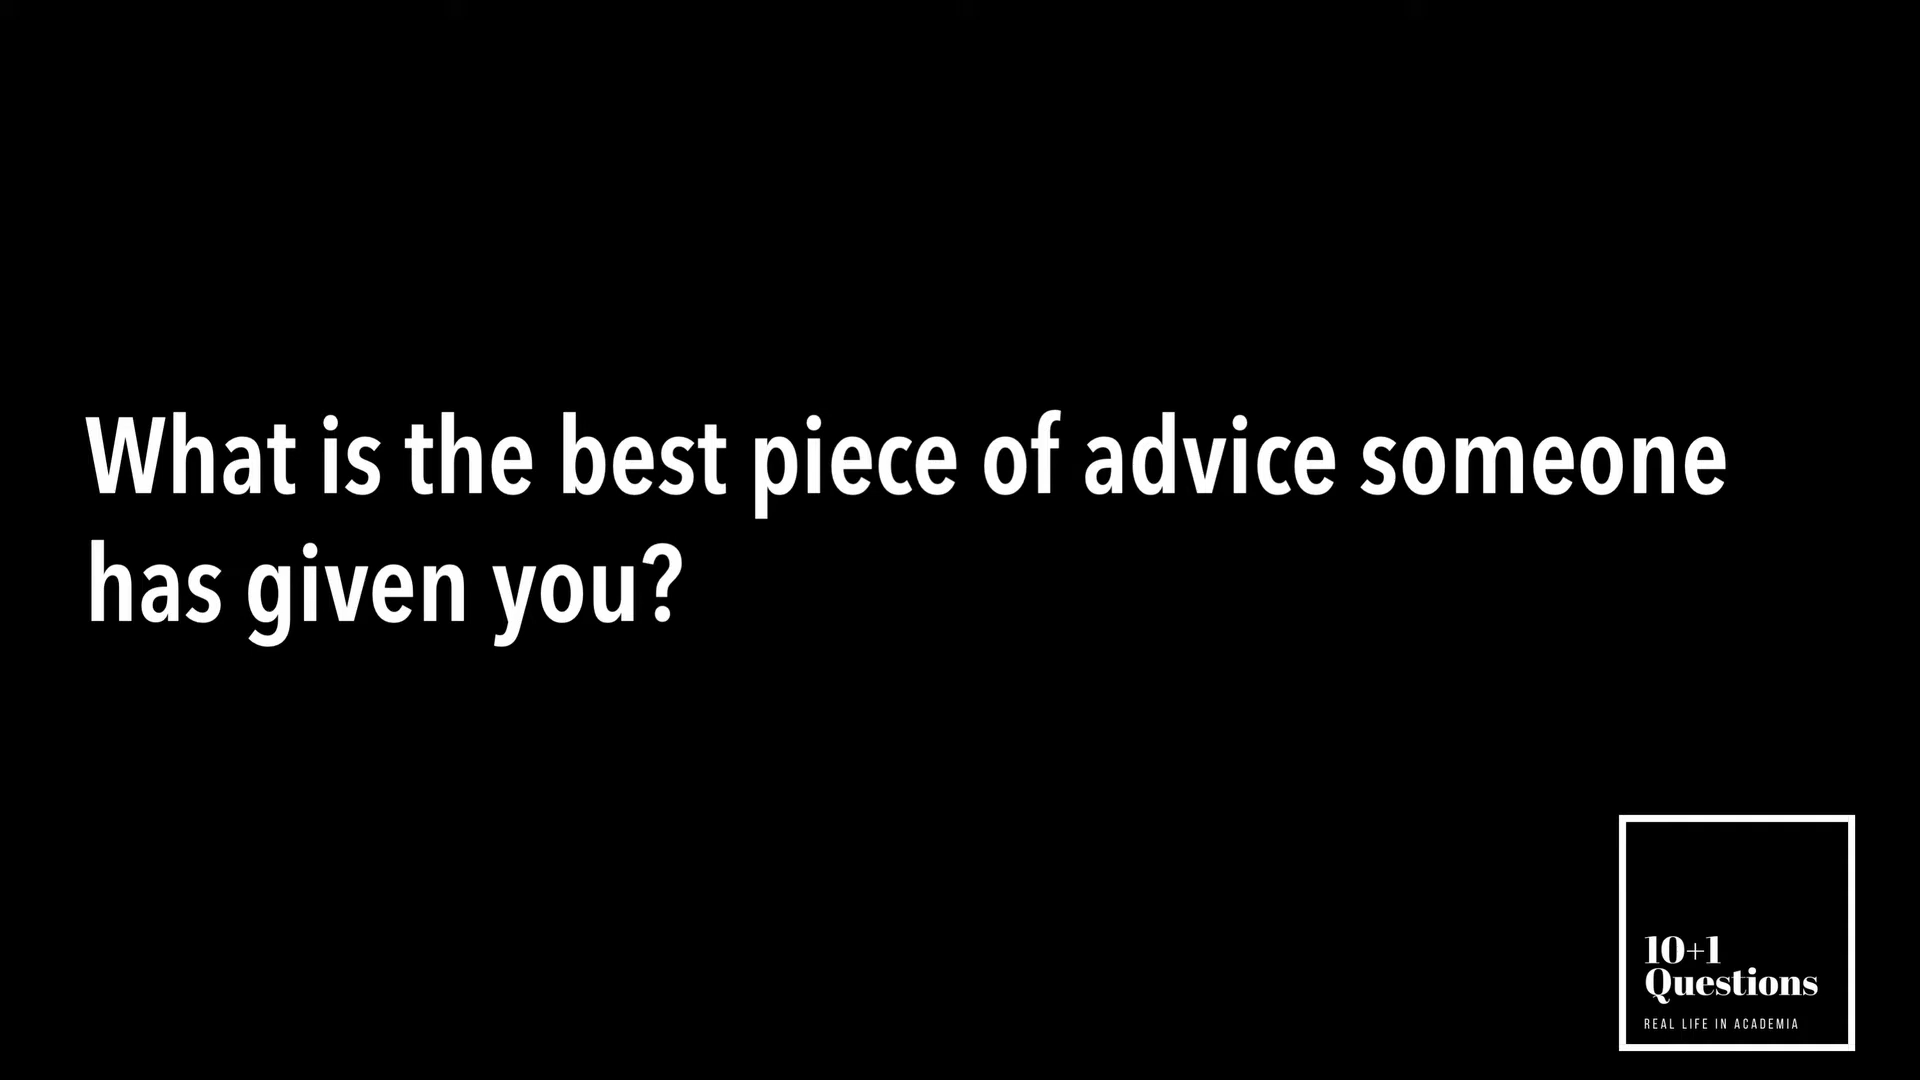 What is the best piece of advice someone
has given you?
10+1
Questions
REAL LIFE IN ACADEMIA